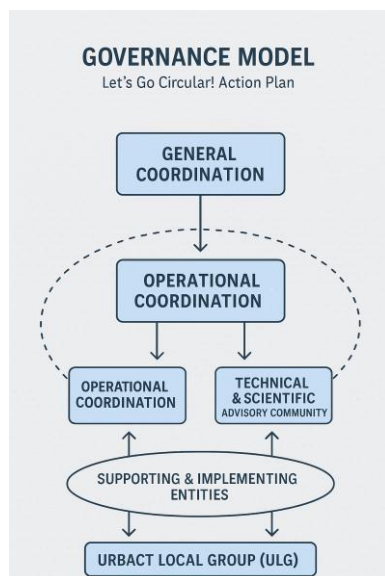 GOVERNANCE MODEL
Let's Go Circular! Action Plan
GENERAL
COORDINATION
OPERATIONAL
COORDINATION
OPERATIONAL
COORDINATION
TECHNICAL
& SCIENTIFIC
ADVISORY COMMUNITY
SUPPORTING & IMPLEMENTING
ENTITIES
URBACT LOCAL GROUP (ULG)